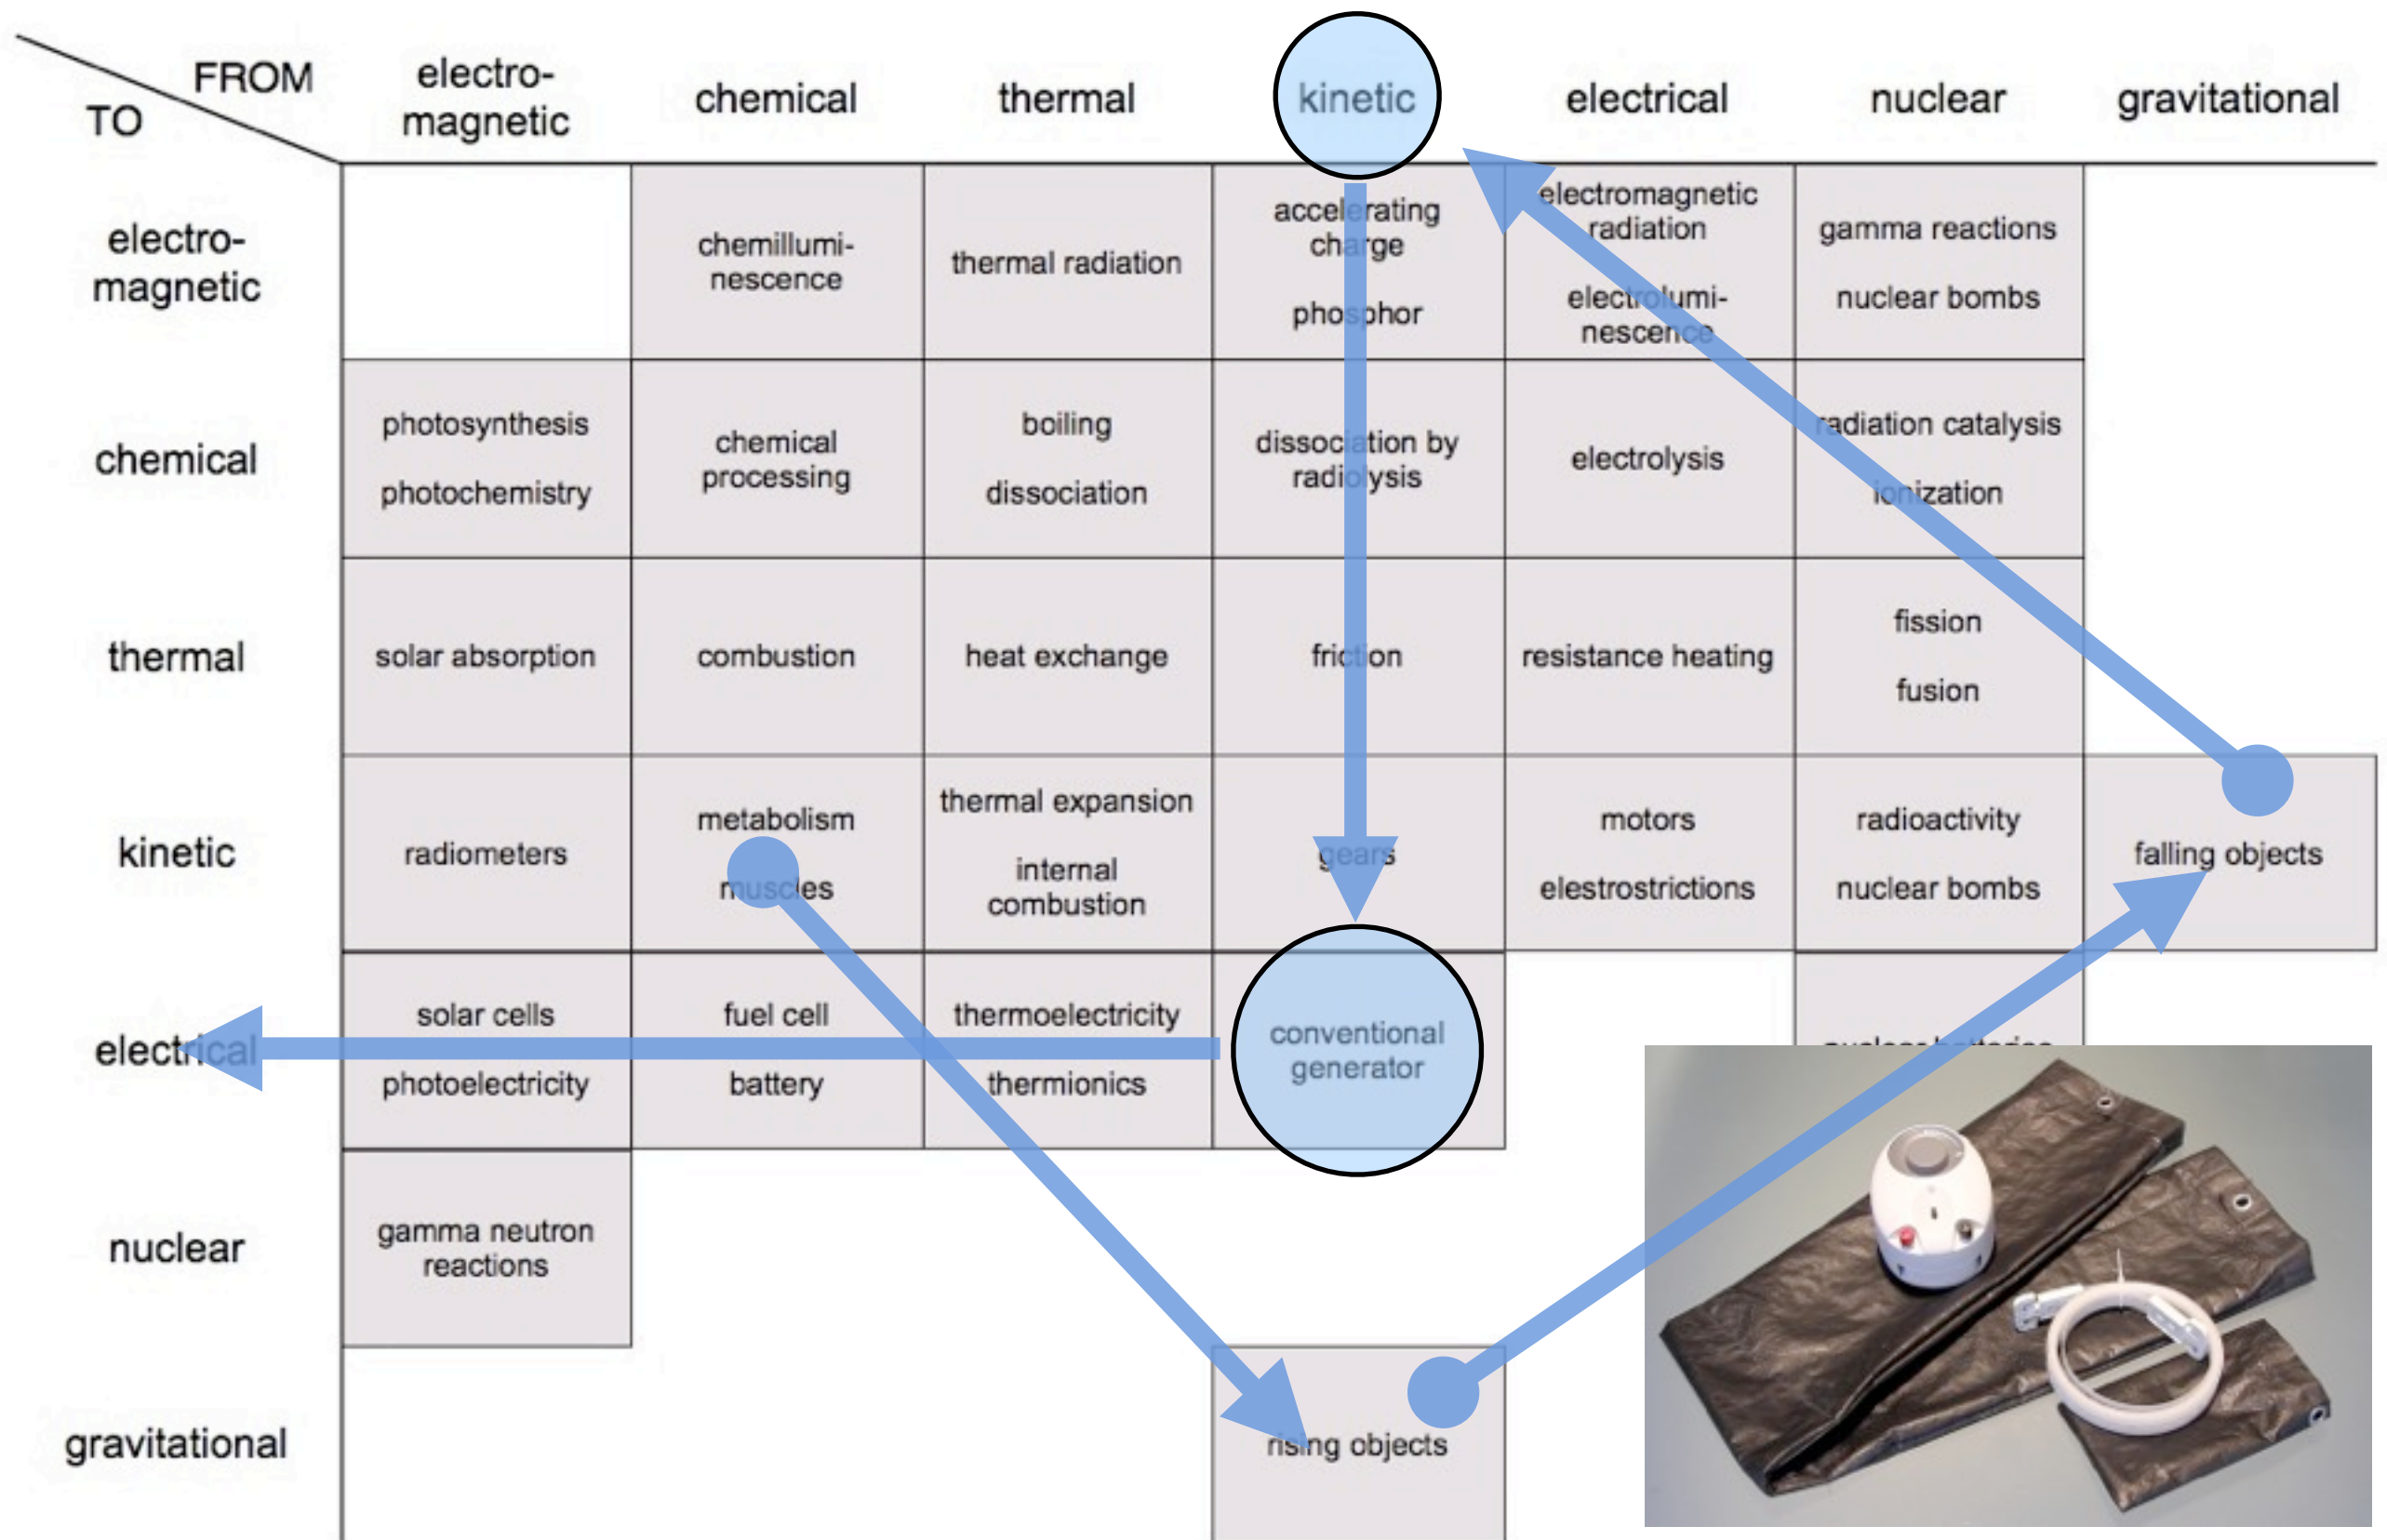 FROM
TO
electro-
magnetic
chemical
thermal
kinetic
electrical
nuclear
gravitational
electro-
magnetic
chemillumi-
nescence
thermal radiation
accelerating
charge
phosphor
electromagnetic
radiation
electrolumi-
nescence
gamma reactions
nuclear bombs
chemical
photosynthesis
photochemistry
chemical
processing
boiling
dissociation
dissociation by
radiolysis
electrolysis
radiation catalysis
ionization
thermal
solar absorption
combustion
heat exchange
friction
resistance heating
fission
fusion
kinetic
radiometers
metabolism
muscles
thermal expansion
internal
combustion
gears
motors
elestrostrictions
radioactivity
nuclear bombs
falling objects
electrical
solar cells
photoelectricity
fuel cell
battery
thermoelectricity
thermionics
conventional
generator
nuclear batteries
nuclear
gamma neutron
reactions
gravitational
rising objects